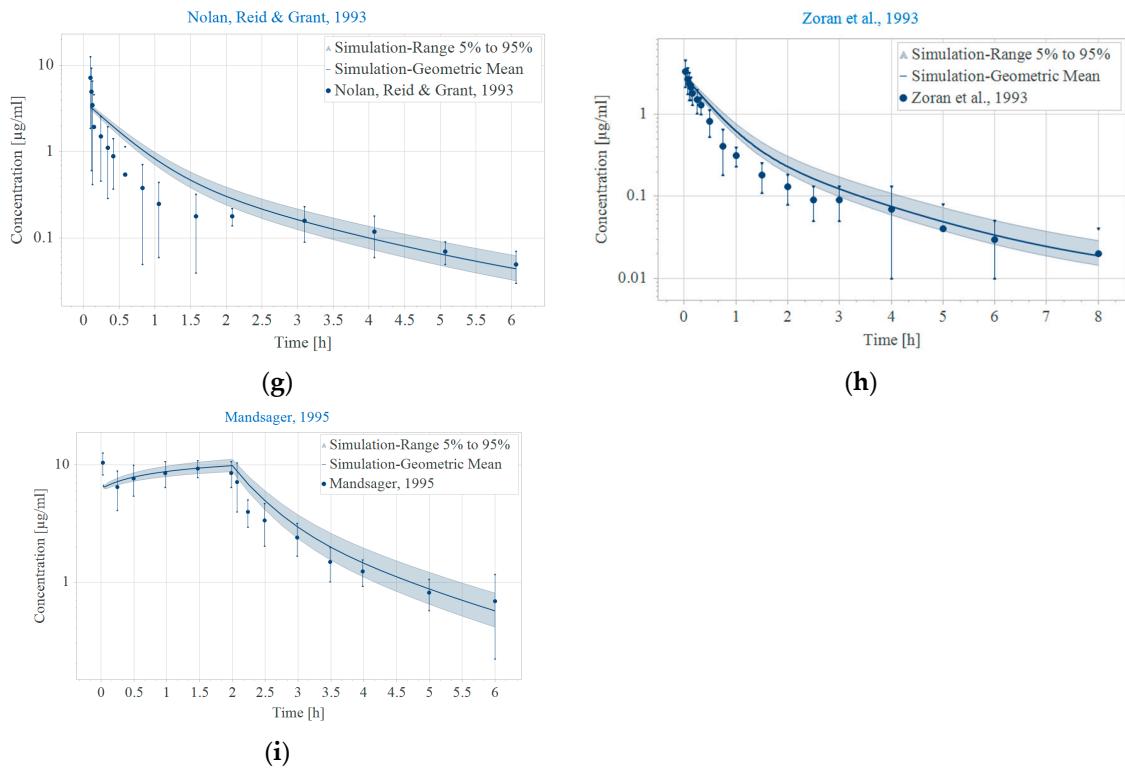 Nolan, Reid & Grant, 1993
Simulation-Range 5% to 95%
Simulation-Geometric Mean
Nolan, Reid & Grant, 1993
Concentration [µg/ml]
10
1
0.1
0 0.5 1 1.5 2 2.5 3 3.5 4 4.5 5 5.5 6
Time [h]
(g)
Zoran et al., 1993
Simulation-Range 5% to 95%
Simulation-Geometric Mean
Zoran et al., 1993
Concentration [µg/ml]
1
0.1
0.01
0 1 2 3 4 5 6 7 8
Time [h]
(h)
Mandsager, 1995
Simulation-Range 5% to 95%
Simulation-Geometric Mean
Mandsager, 1995
Concentration [µg/ml]
10
1
0 0.5 1 1.5 2 2.5 3 3.5 4 4.5 5 5.5 6
Time [h]
(i)